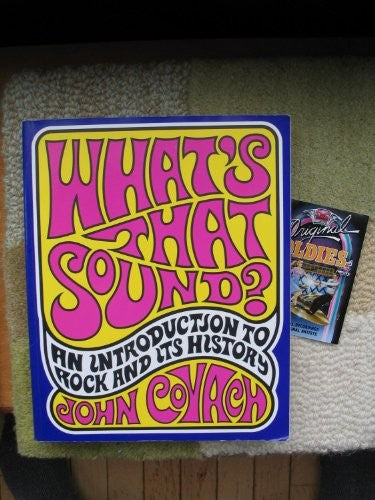 WHAT'S
THAT
SOUND?
AN INTRODUCTION TO
ROCK AND ITS HISTORY
JOHN COVACH
Original
OLDIES